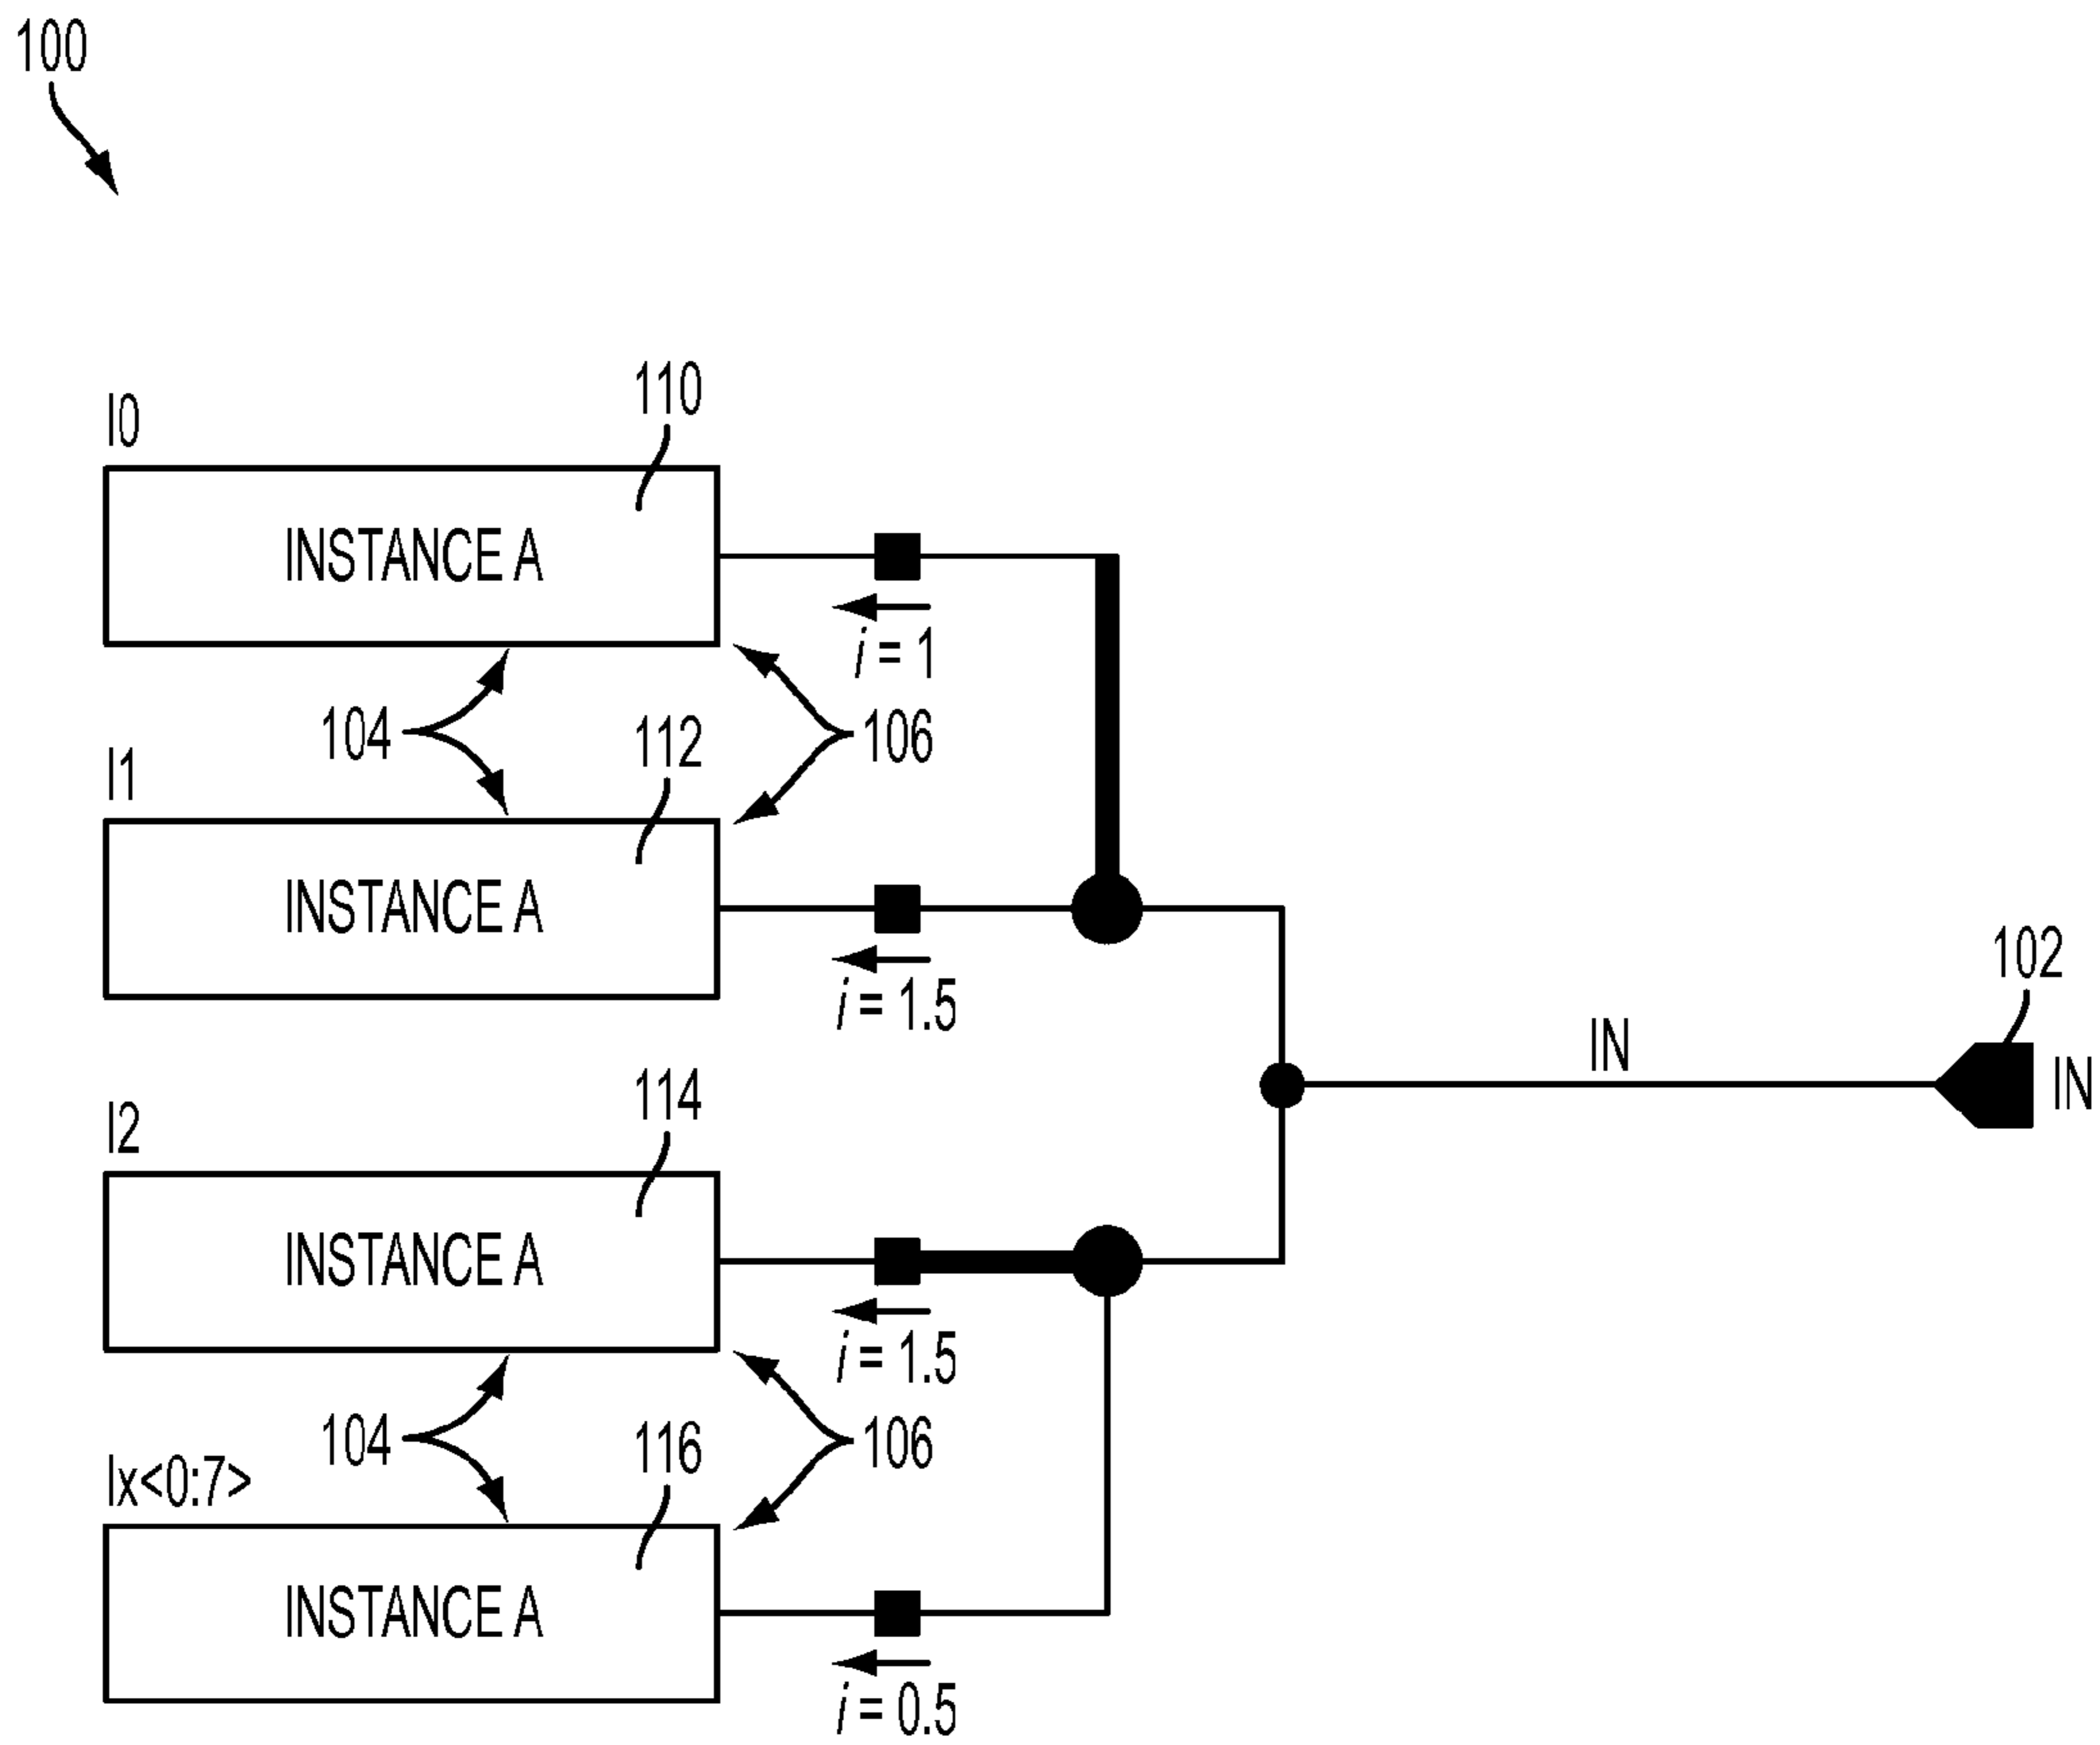 100
110
I0
INSTANCE A
i = 1
104
106
112
I1
INSTANCE A
i = 1.5
102
IN
IN
114
I2
INSTANCE A
i = 1.5
104
106
116
Ix<0:7>
INSTANCE A
i = 0.5